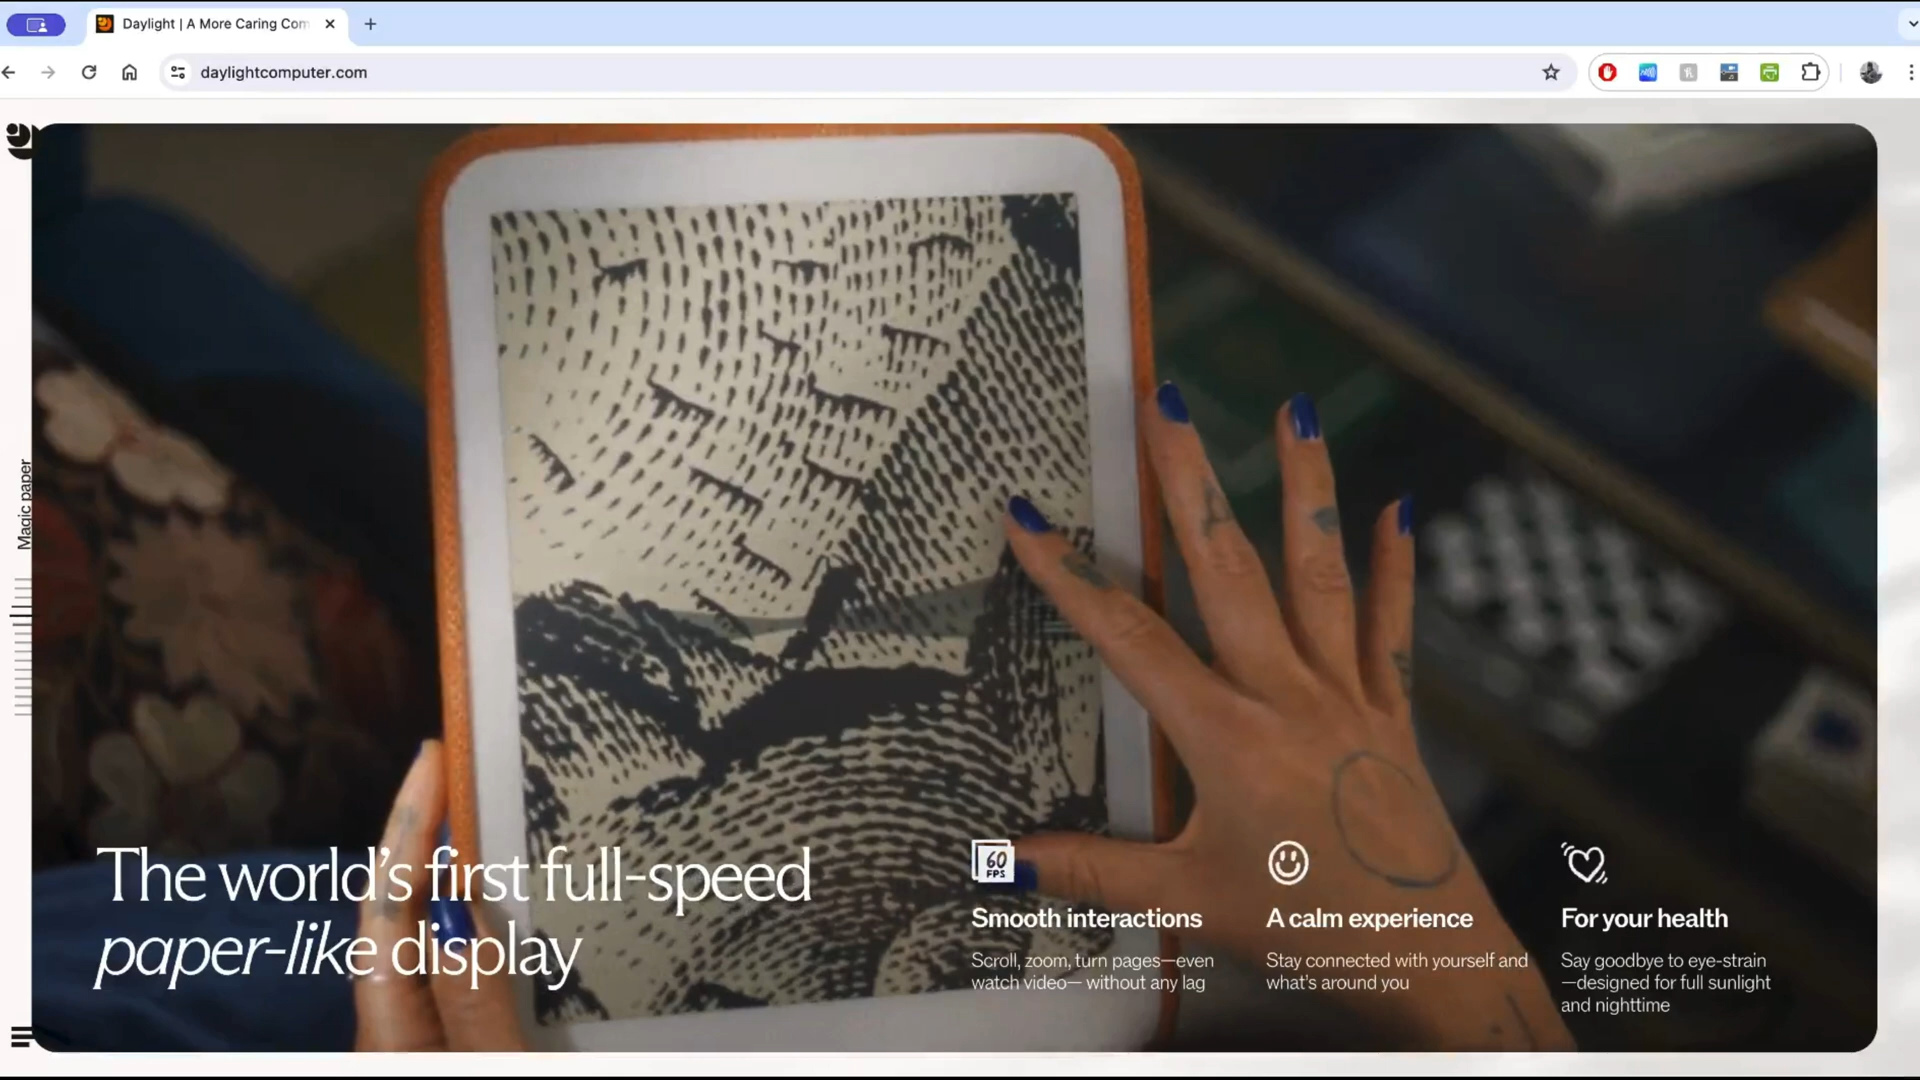 Daylight | A More Caring Com
daylightcomputer.com
Magic paper
The world's first full-speed
paper-like display
60
FPS
Smooth interactions
Scroll, zoom, turn pages—even
watch video— without any lag
A calm experience
Stay connected with yourself and
what's around you
For your health
Say goodbye to eye-strain
—designed for full sunlight
and nighttime